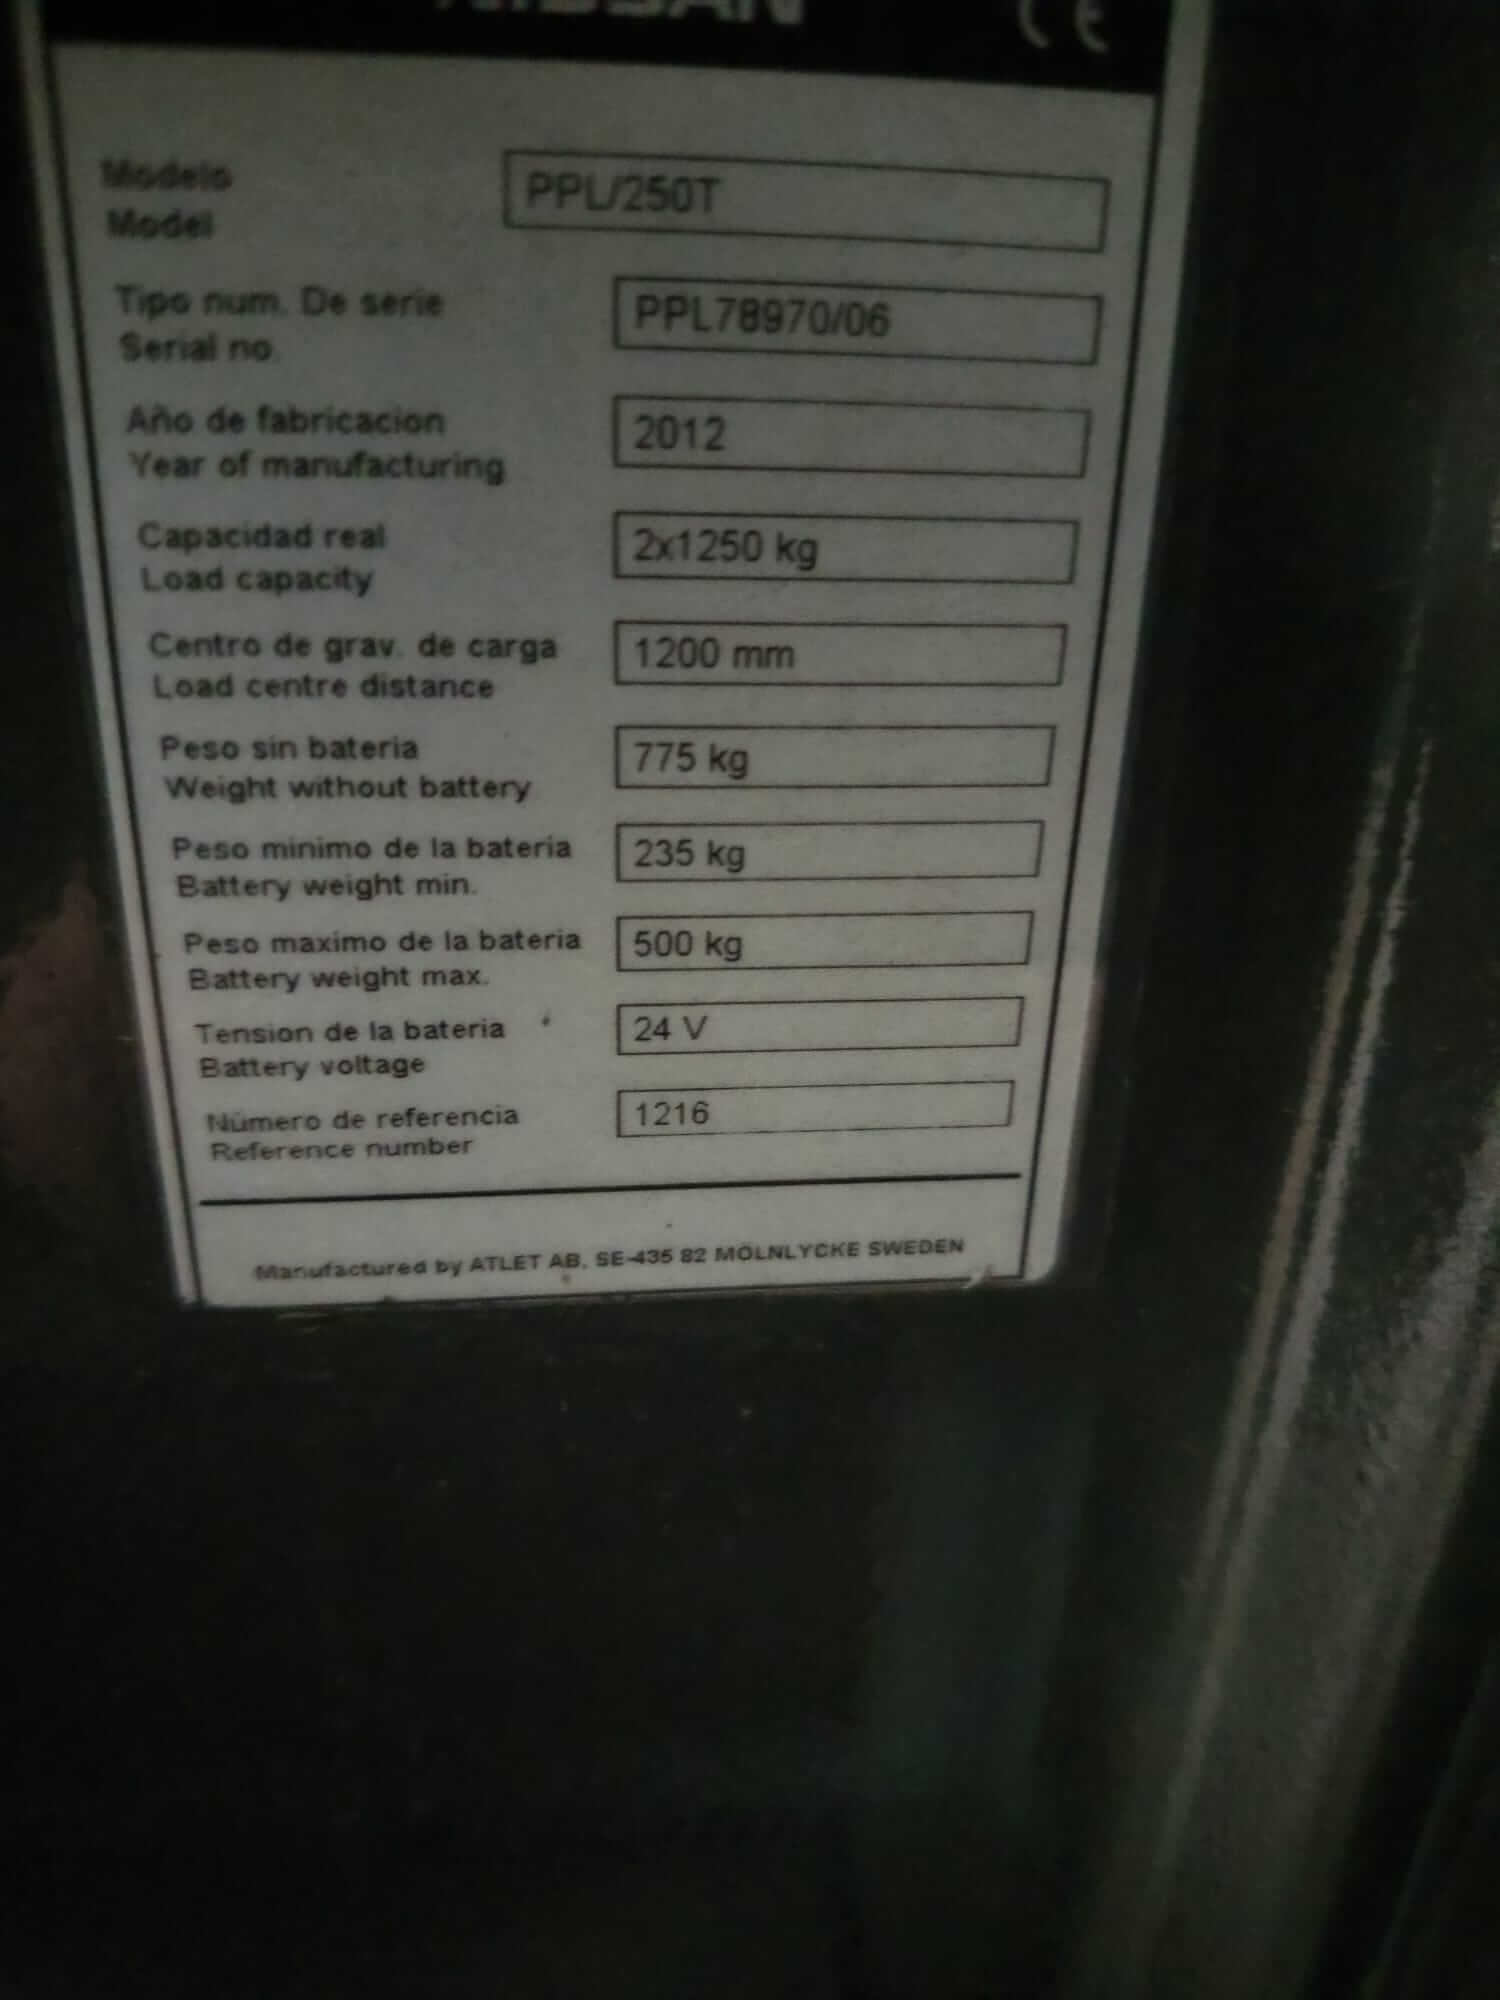 NISSAN CE
Modelo
Model
PPL/250T
Tipo num. De serie
Serial no.
PPL78970/06
Año de fabricacion
Year of manufacturing
2012
Capacidad real
Load capacity
2x1250 kg
Centro de grav. de carga
Load centre distance
1200 mm
Peso sin bateria
Weight without battery
775 kg
Peso minimo de la bateria
Battery weight min.
235 kg
Peso maximo de la bateria
Battery weight max.
500 kg
Tension de la bateria
Battery voltage
24 V
Número de referencia
Reference number
1216
Manufactured by ATLET AB, SE-435 82 MÖLNLYCKE SWEDEN